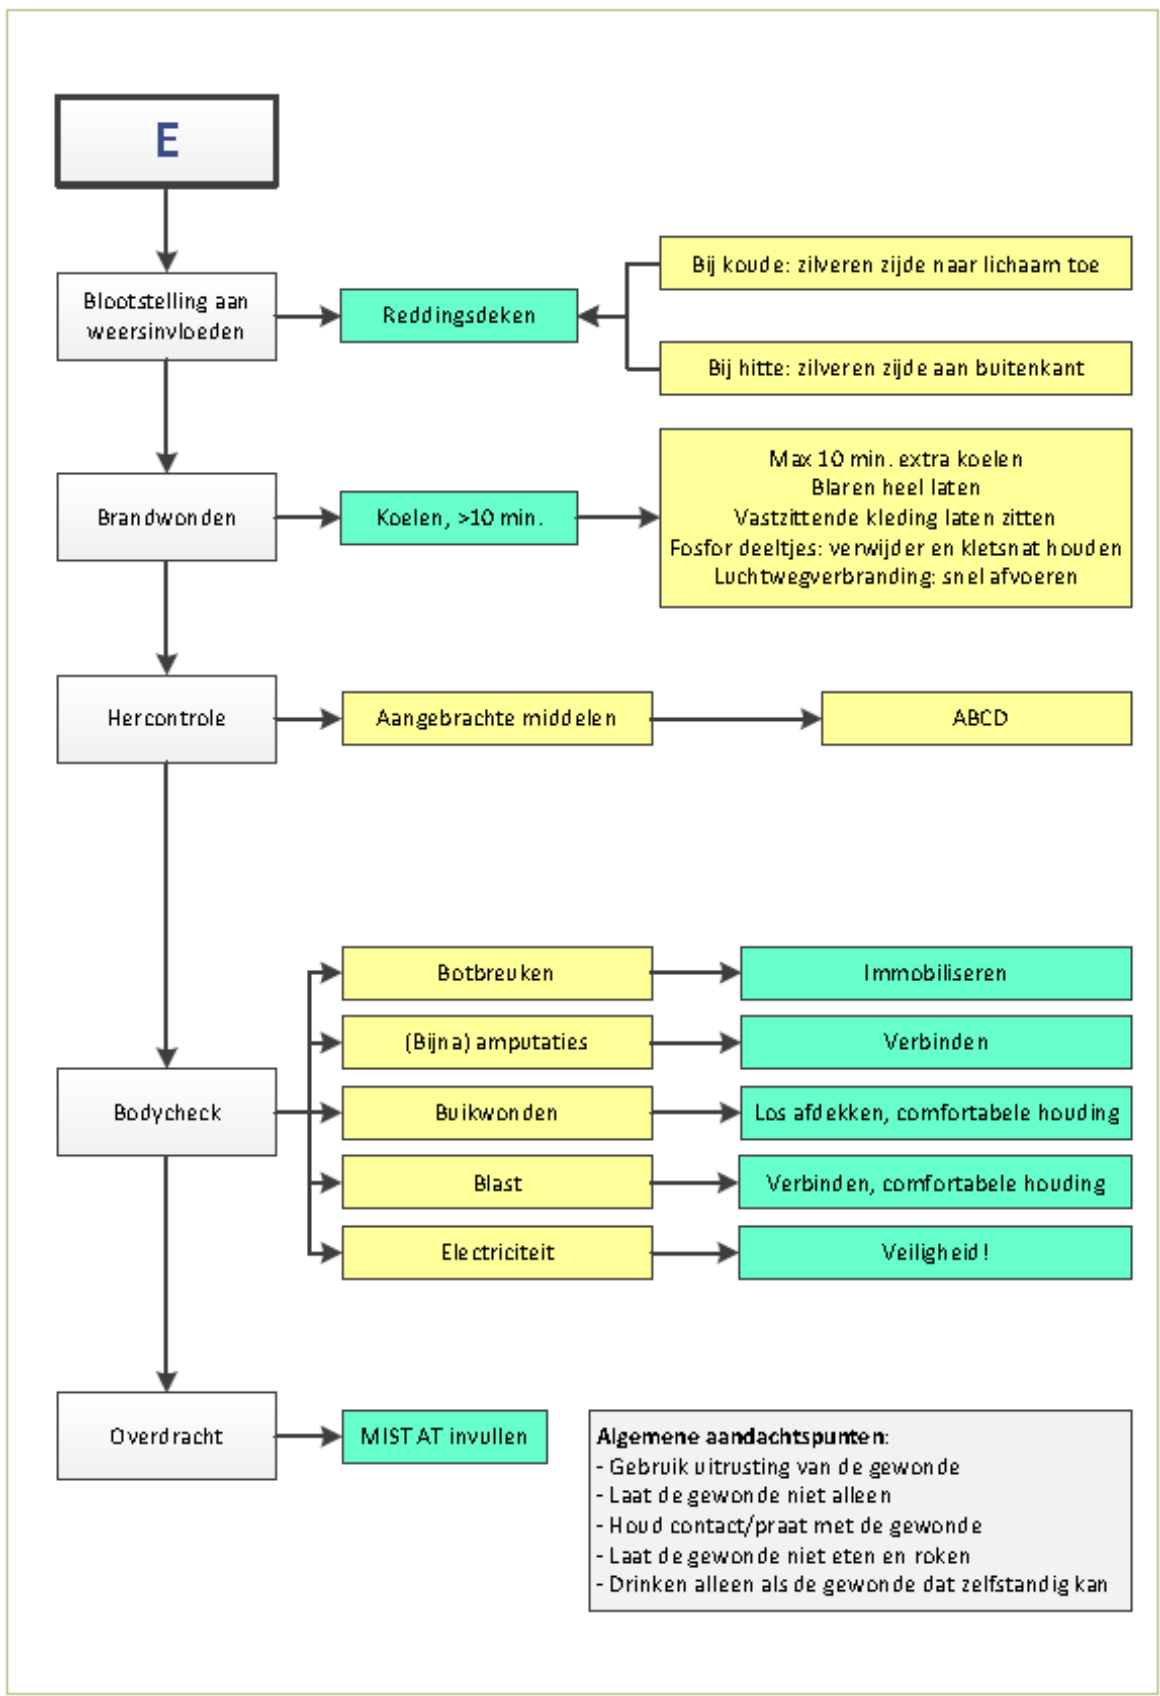 E
Blootstelling aan
weersinvloeden
Reddingsdeken
Bij koude: zilveren zijde naar lichaam toe
Bij hitte: zilveren zijde aan buitenkant
Brandwonden
Koelen, >10 min.
Max 10 min. extra koelen
Blaren heel laten
Vastzittende kleding laten zitten
Fosfor deeltjes: verwijder en kletsnat houden
Luchtwegverbranding: snel afvoeren
Hercontrole
Aangebrachte middelen
ABCD
Bodycheck
Botbreuken
Immobiliseren
(Bijna) amputaties
Verbinden
Buikwonden
Los afdekken, comfortabele houding
Blast
Verbinden, comfortabele houding
Electriciteit
Veiligheid!
Overdracht
MIST AT invullen
Algemene aandachtspunten:
- Gebruik uitrusting van de gewonde
- Laat de gewonde niet alleen
- Houd contact/praat met de gewonde
- Laat de gewonde niet eten en roken
- Drinken alleen als de gewonde dat zelfstandig kan